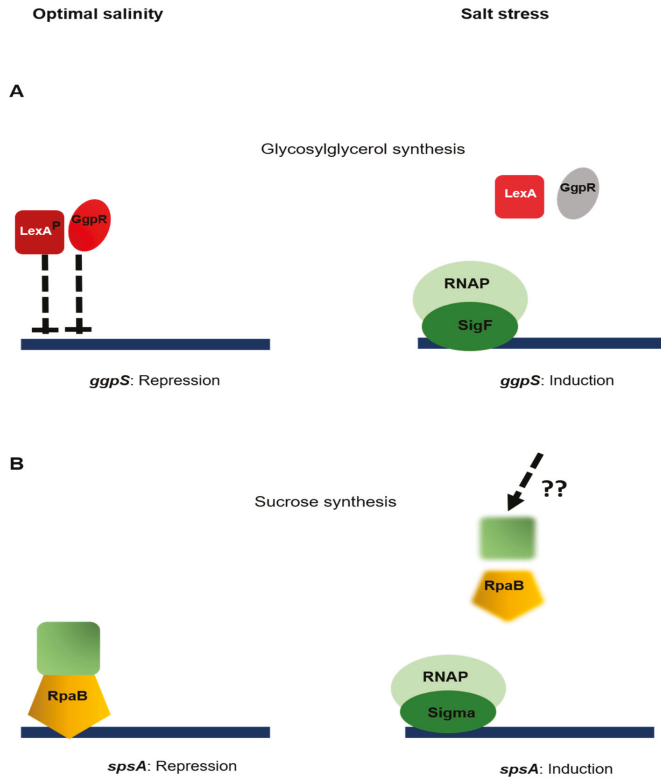 Optimal salinity
Salt stress
A
Glycosylglycerol synthesis
LexA
GgpR
LexA P
GgpR
RNAP
SigF
ggpS: Repression
ggpS: Induction
B
??
Sucrose synthesis
RpaB
RpaB
RNAP
Sigma
spsA: Repression
spsA: Induction